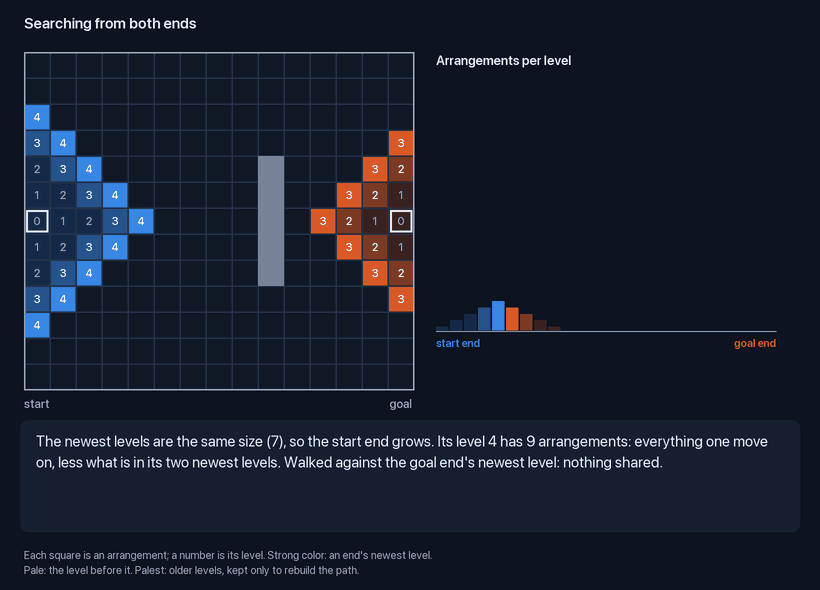 Searching from both ends
Arrangements per level
4
3 4 3
2 3 4 3 2
1 2 3 4 3 2 1
0 1 2 3 4 3 2 1 0
1 2 3 4 3 2 1
2 3 4 3 2
3 4 3
4
start end goal end
start goal
The newest levels are the same size (7), so the start end grows. Its level 4 has 9 arrangements: everything one move
on, less what is in its two newest levels. Walked against the goal end's newest level: nothing shared.
Each square is an arrangement; a number is its level. Strong color: an end's newest level.
Pale: the level before it. Palest: older levels, kept only to rebuild the path.